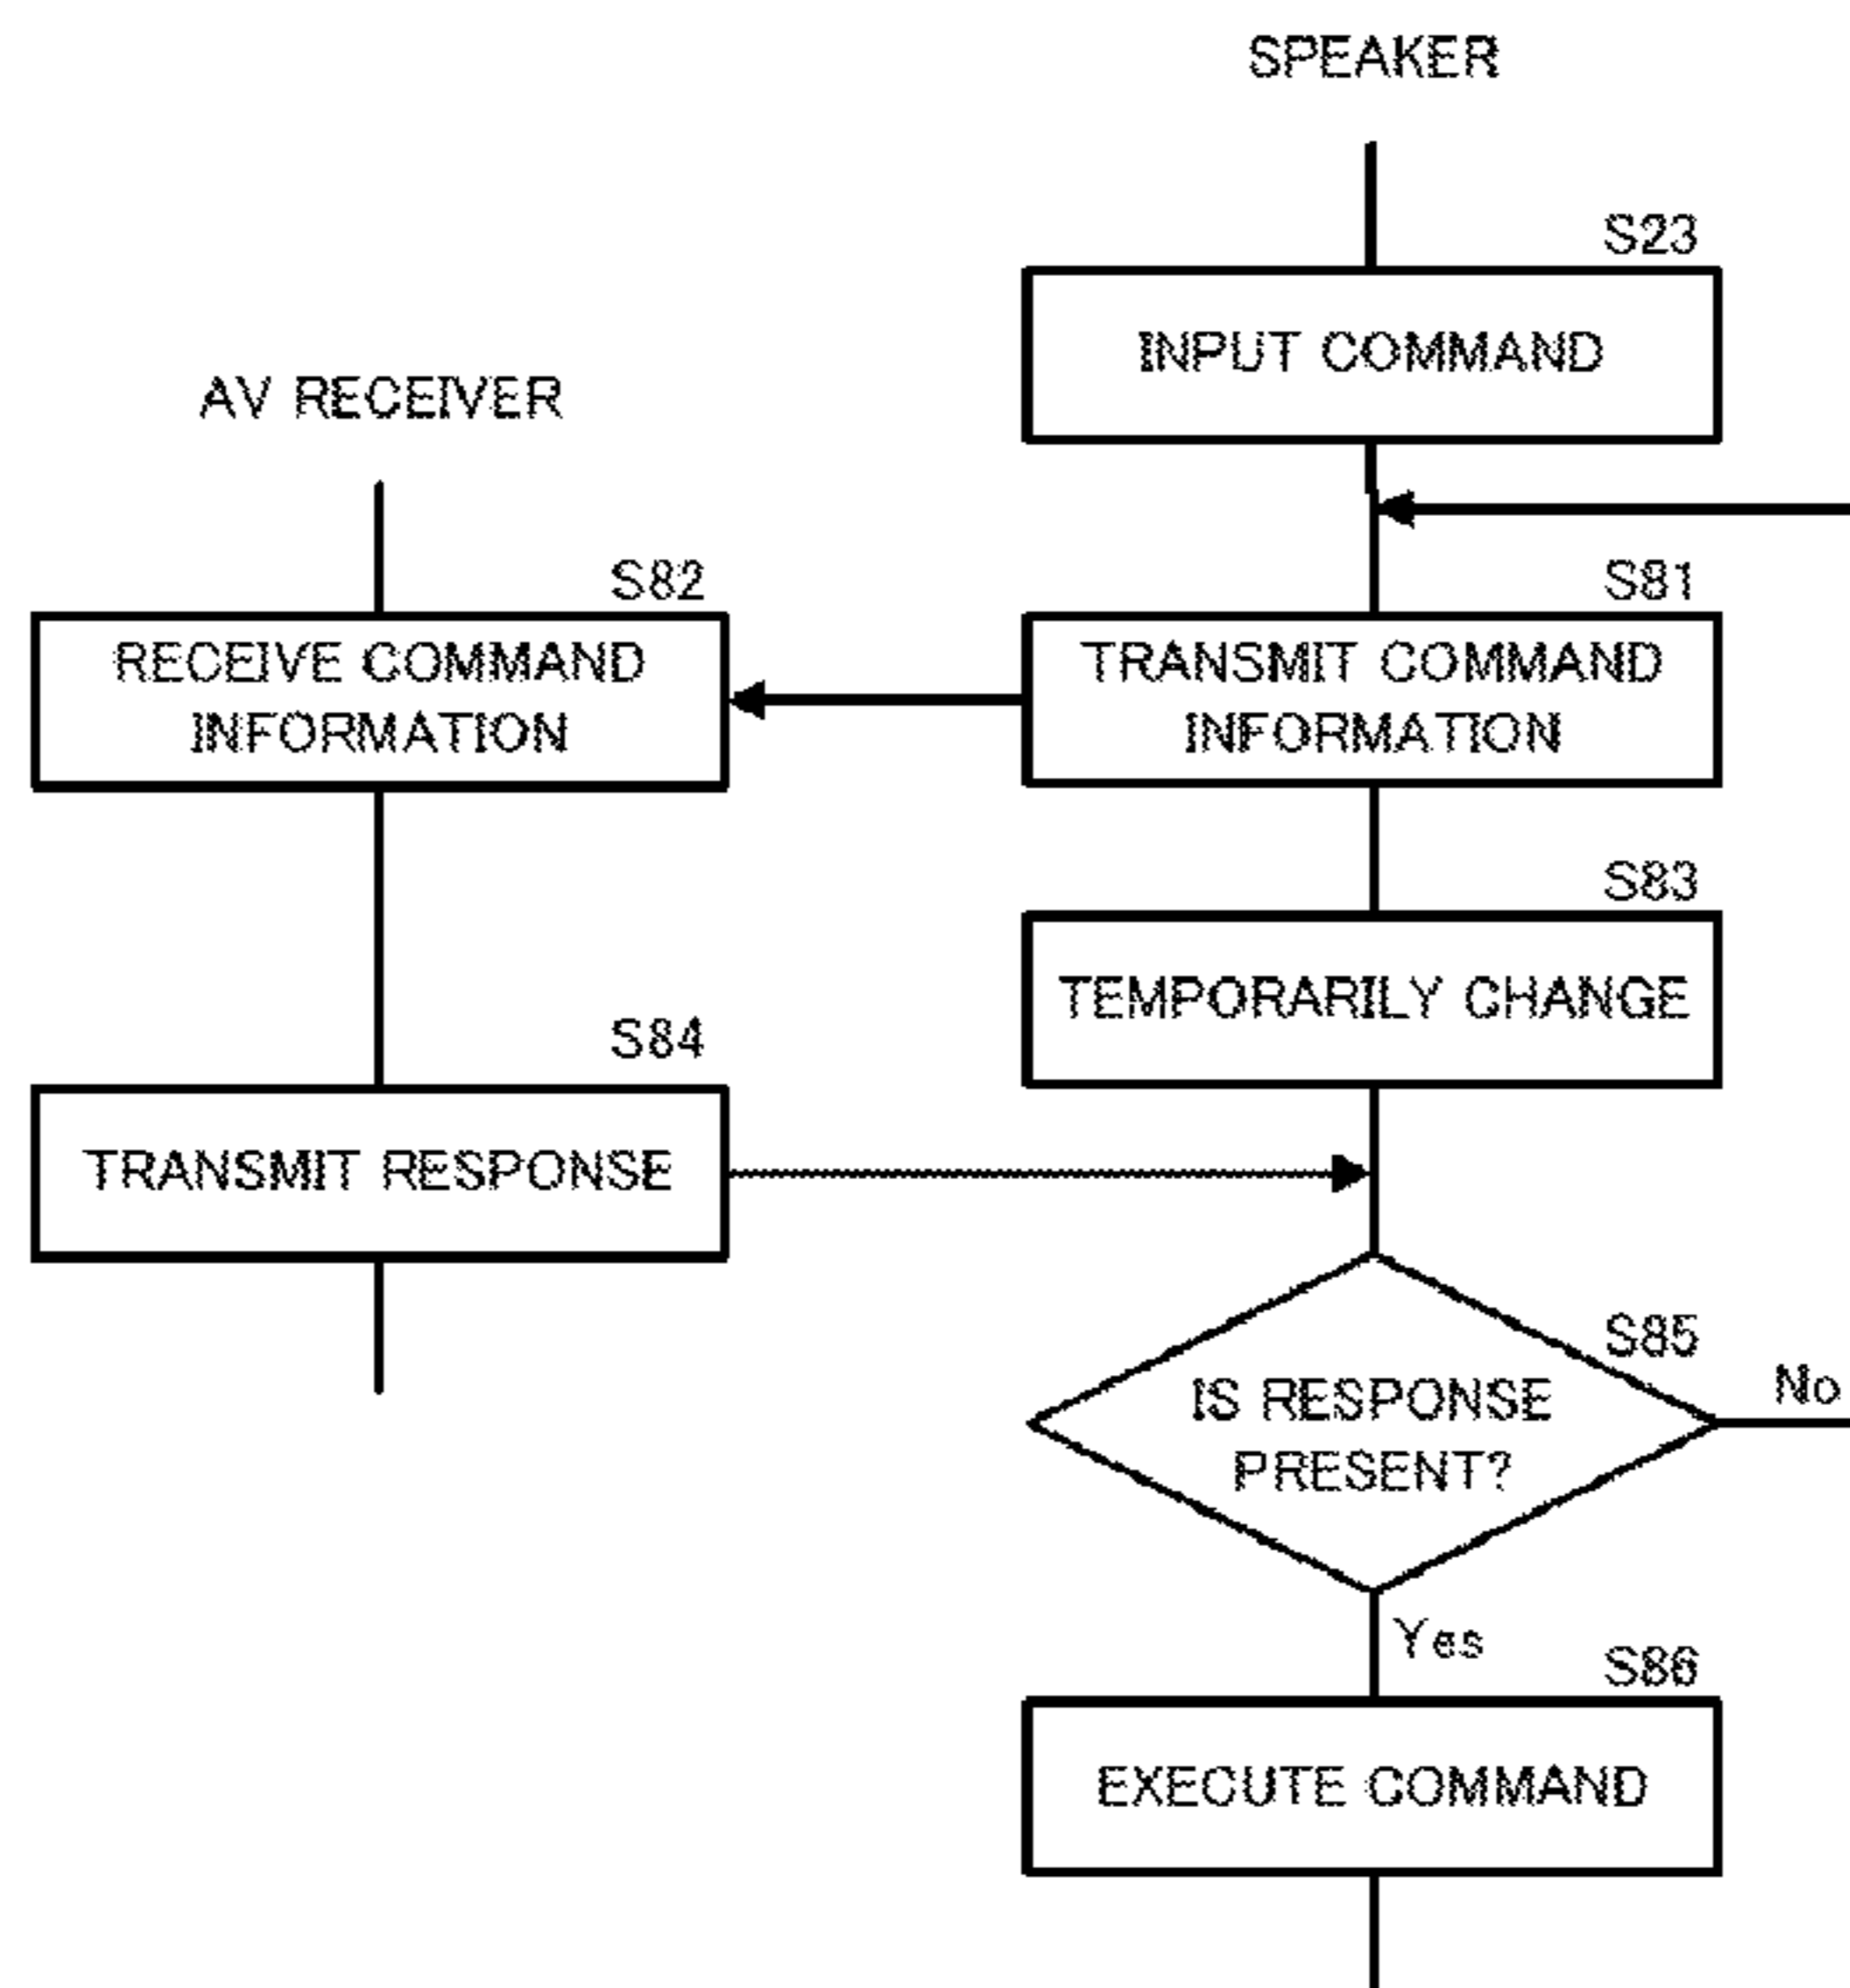 SPEAKER
S23
INPUT COMMAND
AV RECEIVER
S82
RECEIVE COMMAND
INFORMATION
S81
TRANSMIT COMMAND
INFORMATION
S83
TEMPORARILY CHANGE
S84
TRANSMIT RESPONSE
S85
IS RESPONSE
PRESENT?
No
Yes
S86
EXECUTE COMMAND